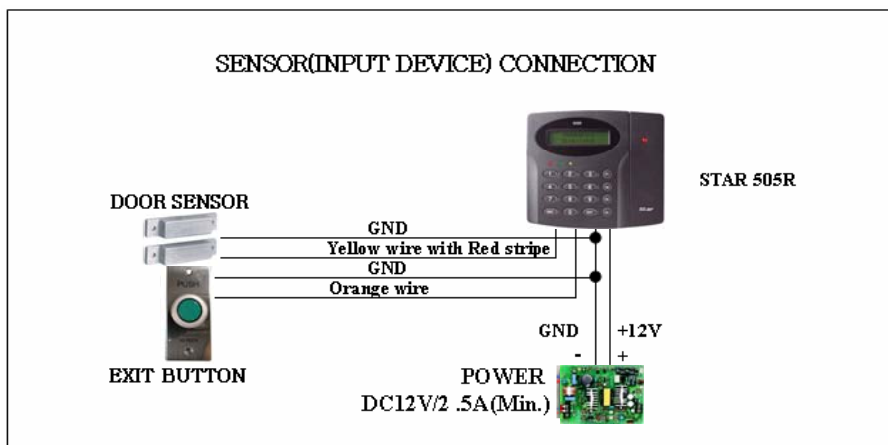 SENSOR(INPUT DEVICE) CONNECTION
STAR 505R
DOOR SENSOR
GND
Yellow wire with Red stripe
GND
Orange wire
PUSH
EXIT BUTTON
GND +12V
- +
POWER
DC12V/2 .5A(Min.)